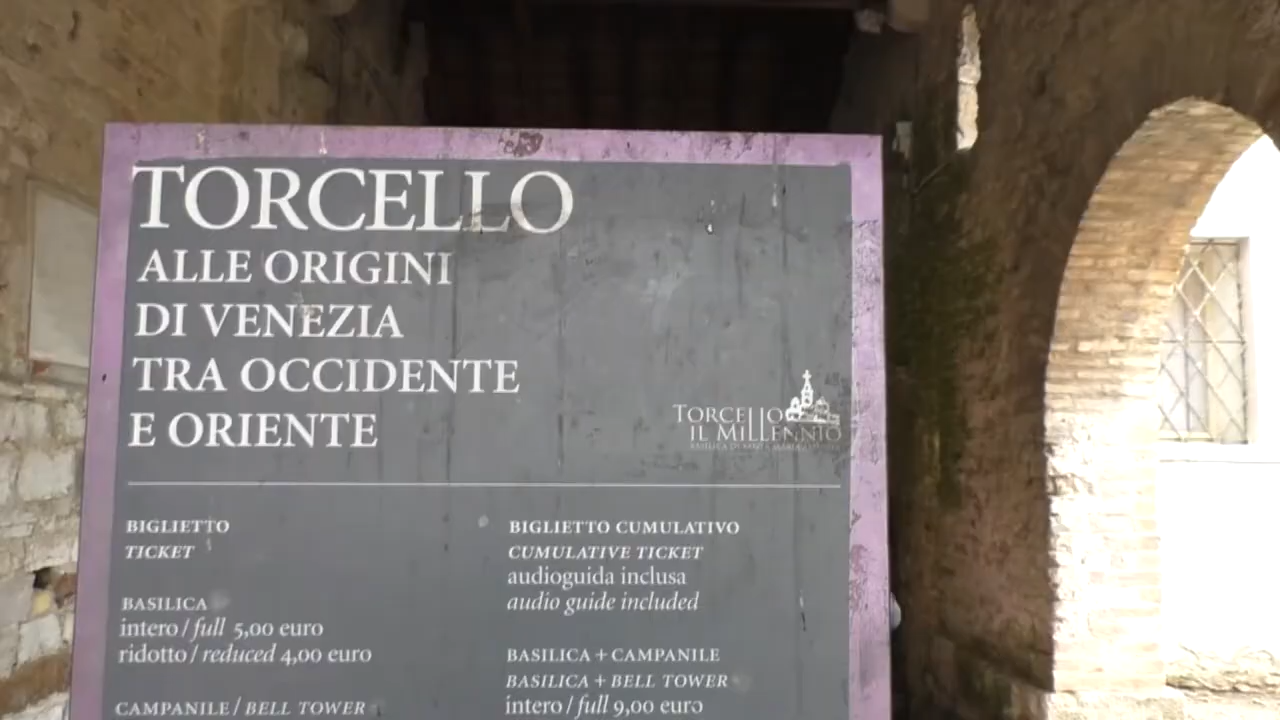 TORCELLO
ALLE ORIGINI
DI VENEZIA
TRA OCCIDENTE
E ORIENTE
TORCELLO
IL MILLENNIO
BIGLIETTO
TICKET
BASILICA
intero / full 5,00 euro
ridotto / reduced 4,00 euro
CAMPANILE / BELL TOWER
BIGLIETTO CUMULATIVO
CUMULATIVE TICKET
audioguida inclusa
audio guide included
BASILICA + CAMPANILE
BASILICA + BELL TOWER
intero / full 9,00 euro